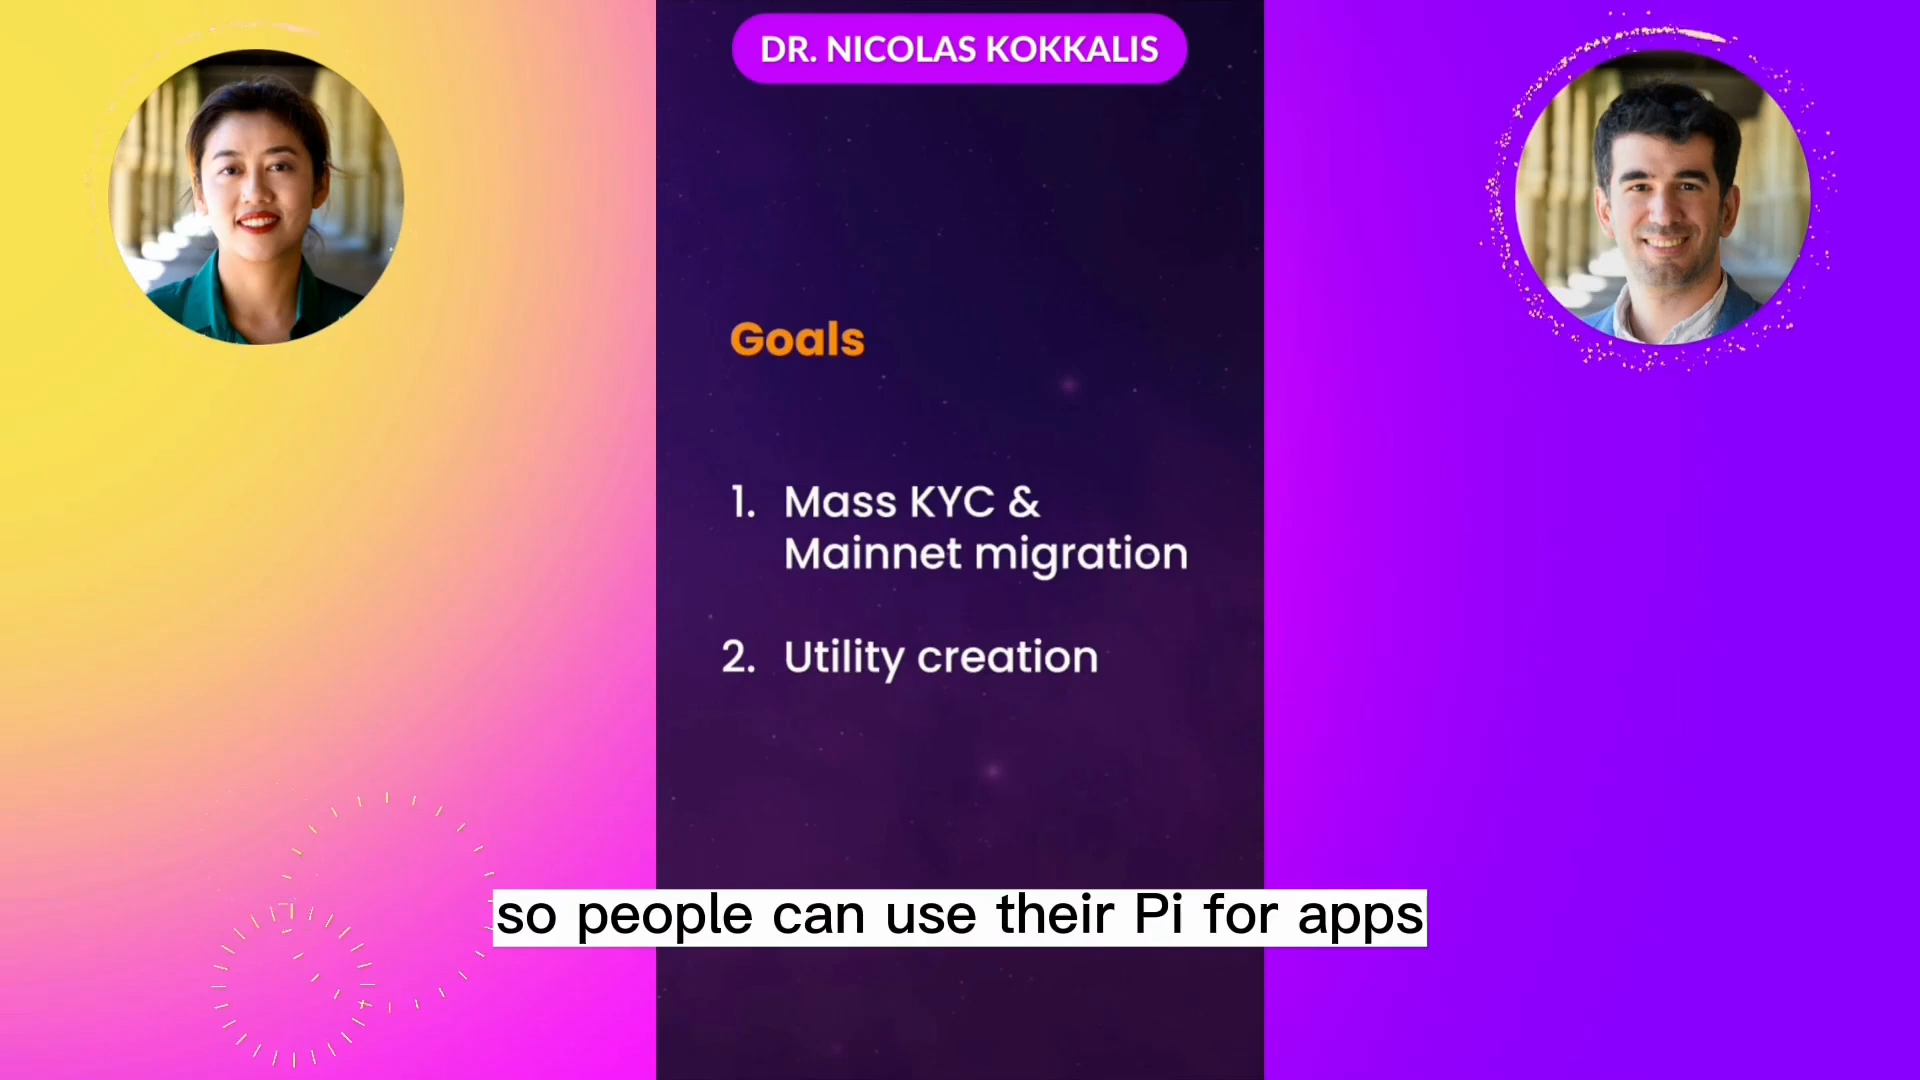 DR. NICOLAS KOKKALIS
Goals
1. Mass KYC &
Mainnet migration
2. Utility creation
so people can use their Pi for apps